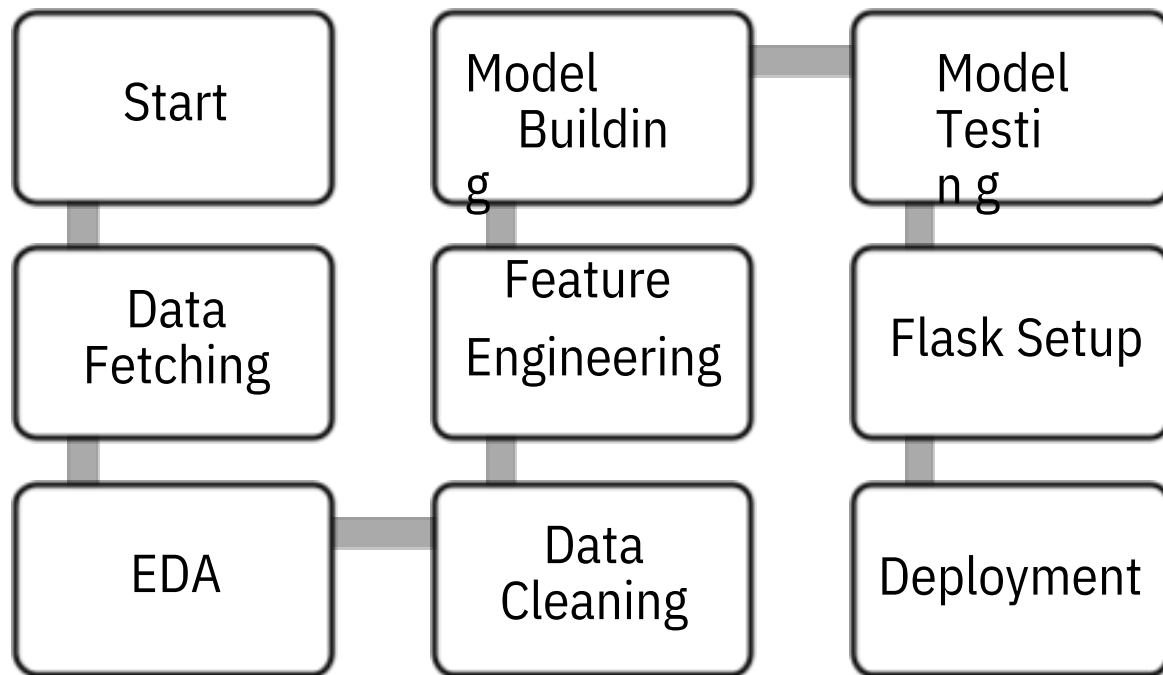 Start
Data
Fetching
EDA
Data
Cleaning
Feature
Engineering
Model
Buildin
g
Model
Testi
n g
Flask Setup
Deployment